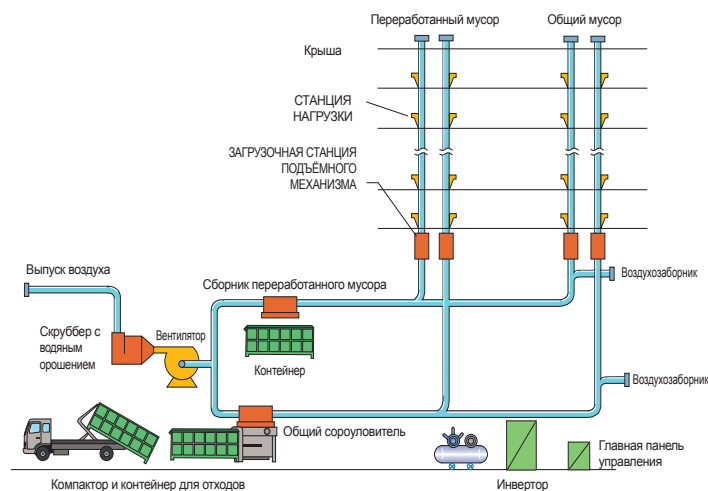 Переработанный мусор
Общий мусор
Крыша
СТАНЦИЯ
НАГРУЗКИ
ЗАГРУЗОЧНАЯ СТАНЦИЯ
ПОДЪЁМНОГО
МЕХАНИЗМА
Выпуск воздуха
Сборник переработанного мусора
Воздухозаборник
Скруббер с
водяным
орошением
Вентилятор
Контейнер
Воздухозаборник
Общий сороуловитель
Главная панель
управления
Компактор и контейнер для отходов
Инвертор